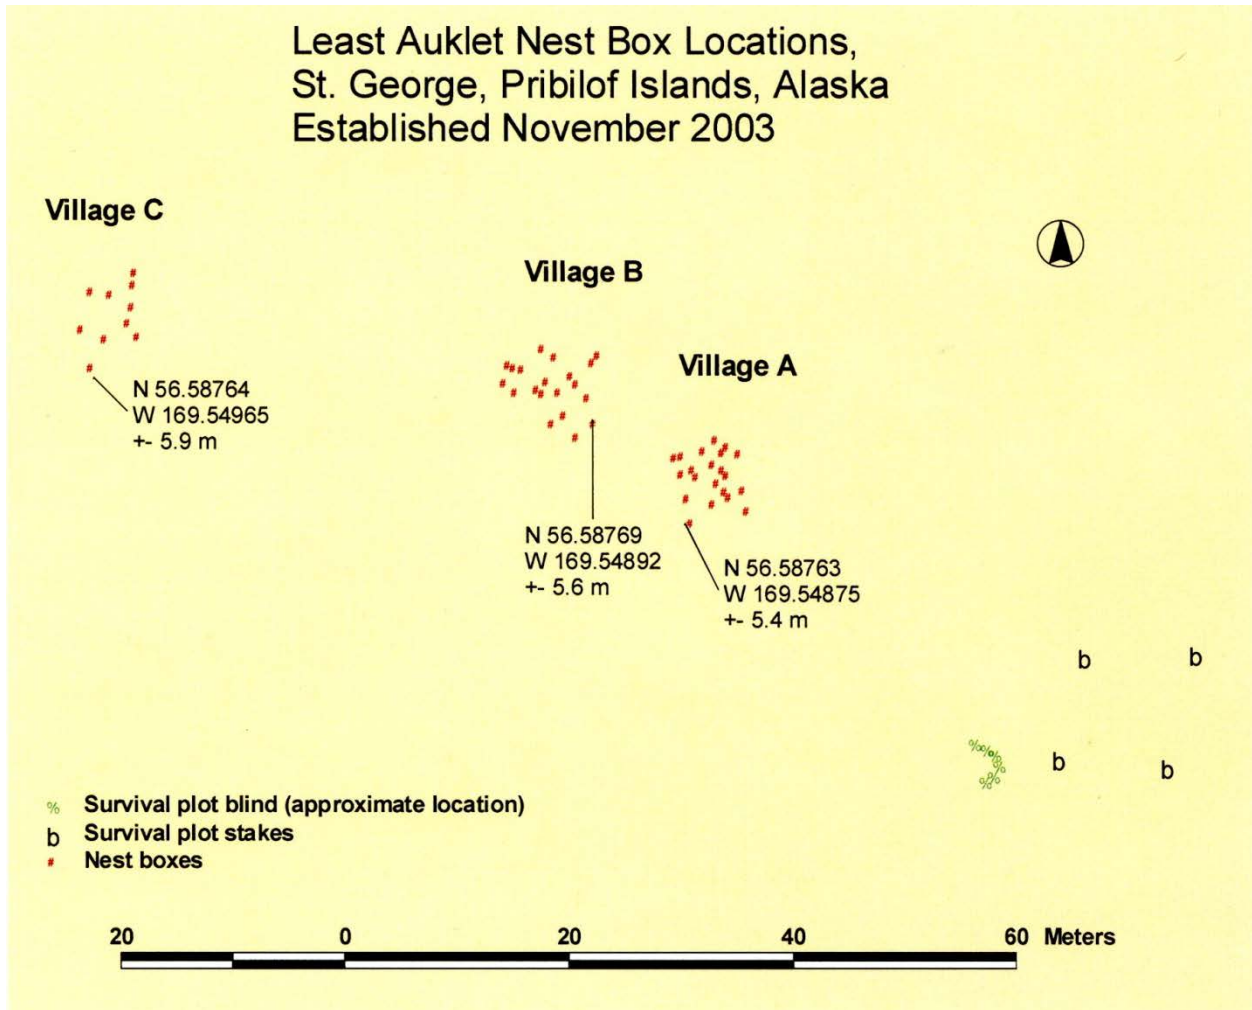 Least Auklet Nest Box Locations,
St. George, Pribilof Islands, Alaska
Established November 2003
Village C
Village B
Village A
N 56.58764
W 169.54965
+- 5.9 m
N 56.58769
W 169.54892
+- 5.6 m
N 56.58763
W 169.54875
+- 5.4 m
b
b
b
b
% Survival plot blind (approximate location)
b Survival plot stakes
# Nest boxes
20 0 20 40 60 Meters